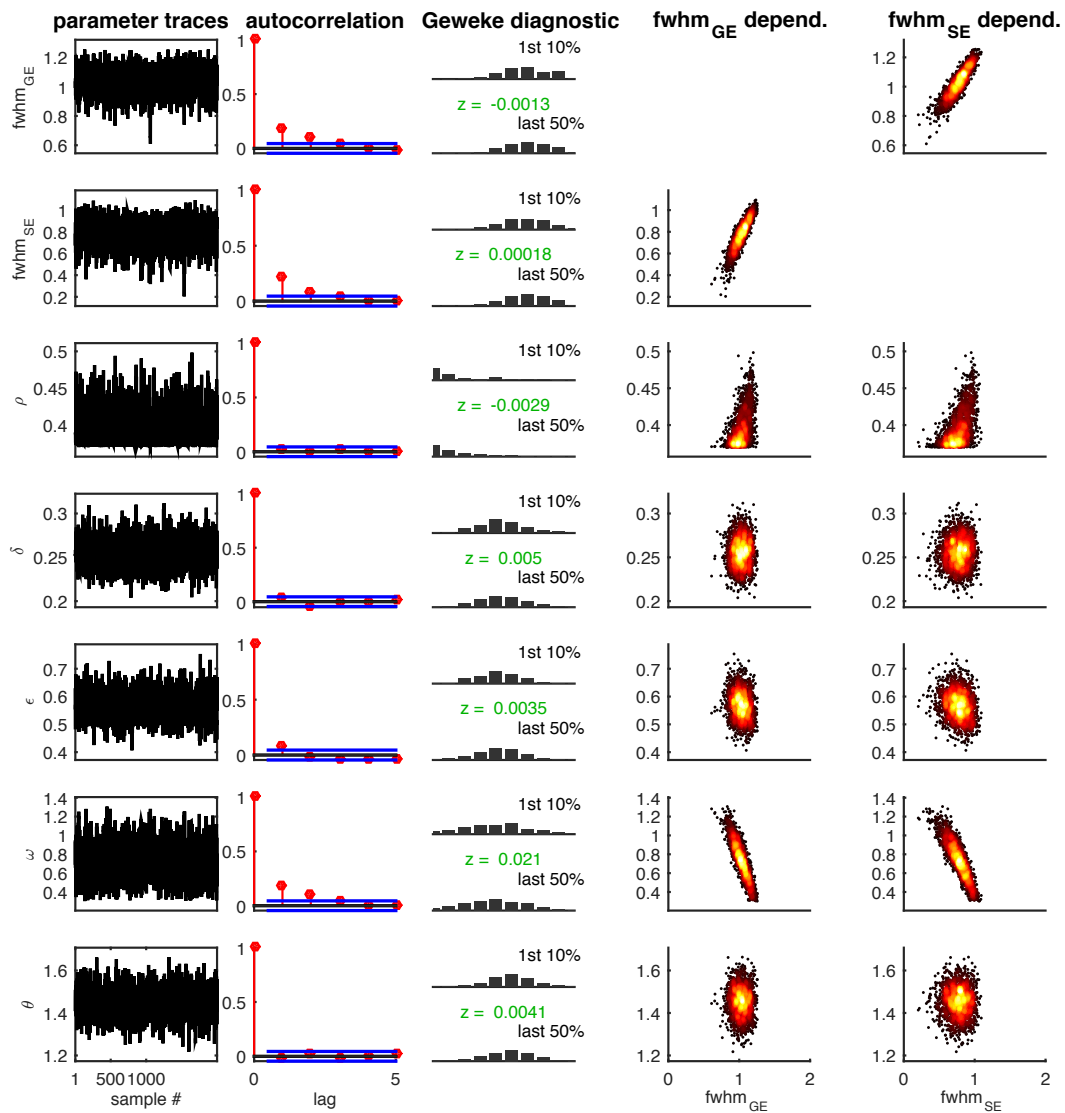 parameter traces autocorrelation Geweke diagnostic fwhm_GE depend. fwhm_SE depend.
fwhm_GE
1.2
1
0.8
0.6
1
0.5
0
1st 10%
z = -0.0013
last 50%
1.2
1
0.8
0.6
fwhm_SE
1
0.8
0.6
0.4
0.2
1
0.5
0
1st 10%
z = 0.00018
last 50%
1
0.8
0.6
0.4
0.2
ρ
0.5
0.45
0.4
1
0.5
0
1st 10%
z = -0.0029
last 50%
0.5
0.45
0.4
0.5
0.45
0.4
δ
0.3
0.25
0.2
1
0.5
0
1st 10%
z = 0.005
last 50%
0.3
0.25
0.2
0.3
0.25
0.2
ϵ
0.7
0.6
0.5
0.4
1
0.5
0
1st 10%
z = 0.0035
last 50%
0.7
0.6
0.5
0.4
0.7
0.6
0.5
0.4
ω
1.4
1.2
1
0.8
0.6
0.4
1
0.5
0
1st 10%
z = 0.021
last 50%
1.4
1.2
1
0.8
0.6
0.4
1.4
1.2
1
0.8
0.6
0.4
θ
1.6
1.4
1.2
1
0.5
0
1st 10%
z = 0.0041
last 50%
1.6
1.4
1.2
1.6
1.4
1.2
1 500 1000
sample #
0 5
lag
0 1 2
fwhm_GE
0 1 2
fwhm_SE